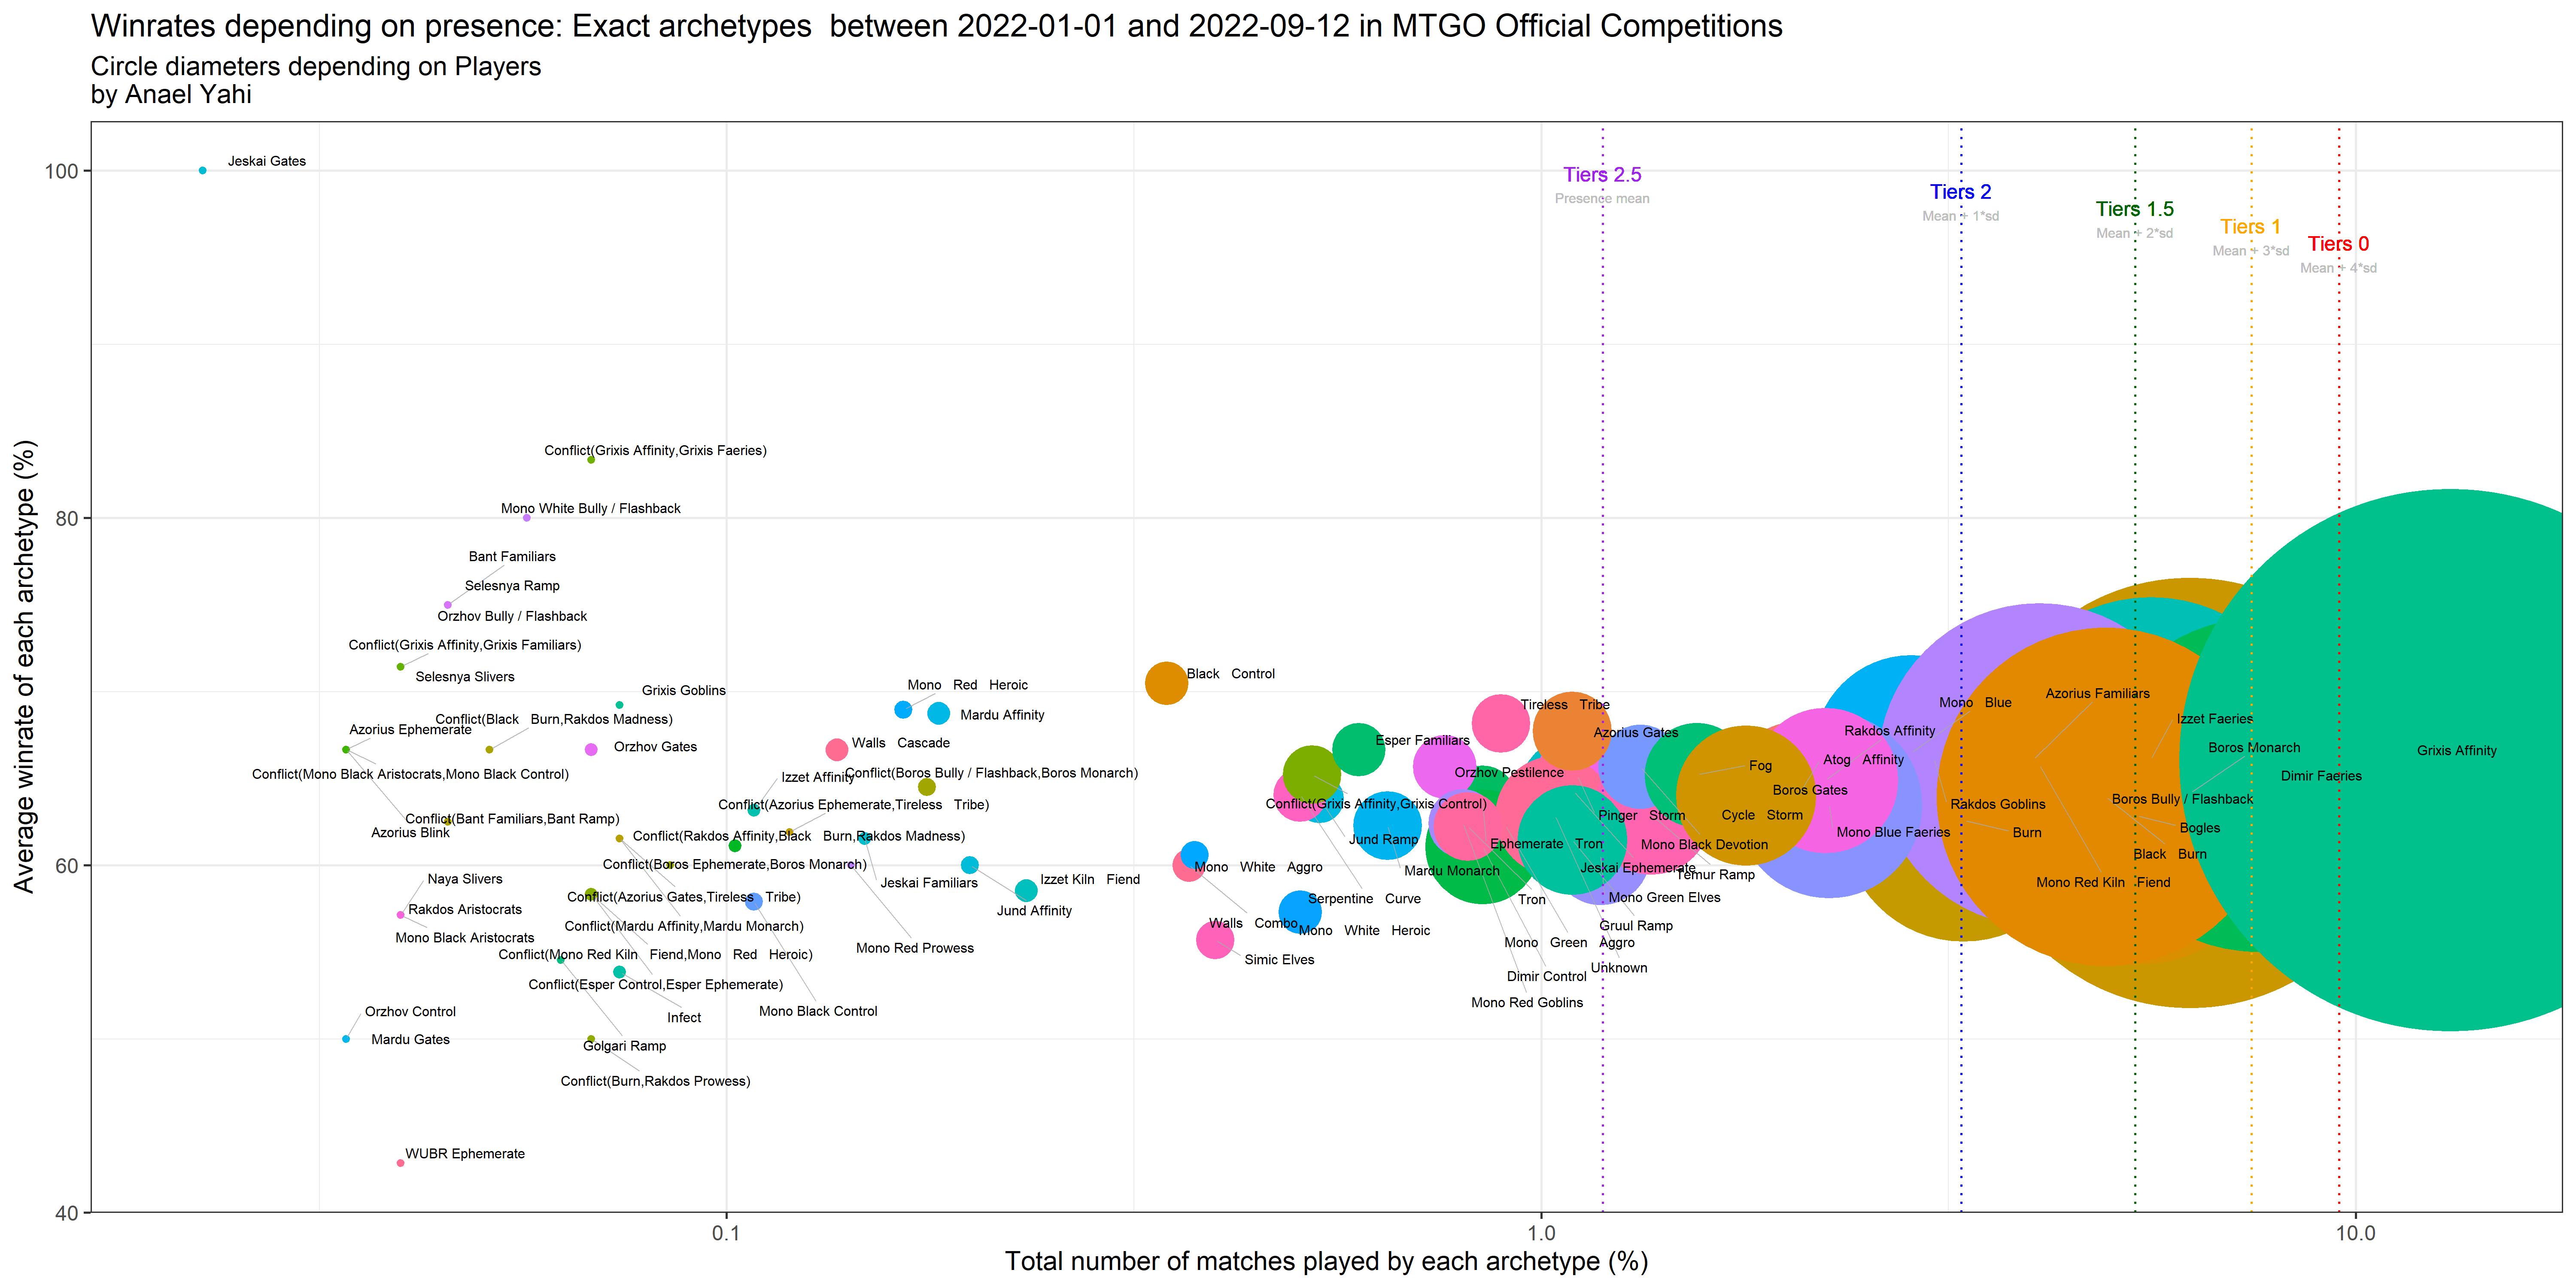 Winrates depending on presence: Exact archetypes  between 2022-01-01 and 2022-09-12 in MTGO Official Competitions
Circle diameters depending on Players
by Anael Yahi
Average winrate of each archetype (%)
100
80
60
40
Jeskai Gates
Tiers 2.5
Presence mean
Tiers 2
Mean + 1*sd
Tiers 1.5
Mean + 2*sd
Tiers 1
Mean + 3*sd
Tiers 0
Mean + 4*sd
Conflict(Grixis Affinity,Grixis Faeries)
Mono White Bully / Flashback
Bant Familiars
Selesnya Ramp
Orzhov Bully / Flashback
Conflict(Grixis Affinity,Grixis Familiars)
Selesnya Slivers
Grixis Goblins
Conflict(Black   Burn,Rakdos Madness)
Azorius Ephemerate
Orzhov Gates
Conflict(Mono Black Aristocrats,Mono Black Control)
Mono   Red   Heroic
Mardu Affinity
Walls   Cascade
Izzet Affinity
Conflict(Boros Bully / Flashback,Boros Monarch)
Conflict(Azorius Ephemerate,Tireless   Tribe)
Conflict(Bant Familiars,Bant Ramp)
Azorius Blink
Conflict(Rakdos Affinity,Black   Burn,Rakdos Madness)
Conflict(Boros Ephemerate,Boros Monarch)
Naya Slivers
Jeskai Familiars
Izzet Kiln   Fiend
Conflict(Azorius Gates,Tireless   Tribe)
Rakdos Aristocrats
Jund Affinity
Conflict(Mardu Affinity,Mardu Monarch)
Mono Black Aristocrats
Mono Red Prowess
Conflict(Mono Red Kiln   Fiend,Mono   Red   Heroic)
Conflict(Esper Control,Esper Ephemerate)
Orzhov Control
Mono Black Control
Infect
Mardu Gates
Golgari Ramp
Conflict(Burn,Rakdos Prowess)
WUBR Ephemerate
Black   Control
Tireless   Tribe
Esper Familiars
Azorius Gates
Orzhov Pestilence
Conflict(Grixis Affinity,Grixis Control)
Jund Ramp
Mono   White   Aggro
Mardu Monarch
Serpentine   Curve
Walls   Combo
Mono   White   Heroic
Simic Elves
Ephemerate   Tron
Pinger   Storm
Mono Black Devotion
Jeskai Ephemerate
Temur Ramp
Tron
Mono Green Elves
Gruul Ramp
Mono   Green   Aggro
Unknown
Dimir Control
Mono Red Goblins
Fog
Boros Gates
Cycle   Storm
Rakdos Affinity
Atog   Affinity
Mono Blue Faeries
Mono   Blue
Azorius Familiars
Izzet Faeries
Boros Monarch
Dimir Faeries
Grixis Affinity
Rakdos Goblins
Boros Bully / Flashback
Burn
Bogles
Black   Burn
Mono Red Kiln   Fiend
0.1
1.0
10.0
Total number of matches played by each archetype (%)